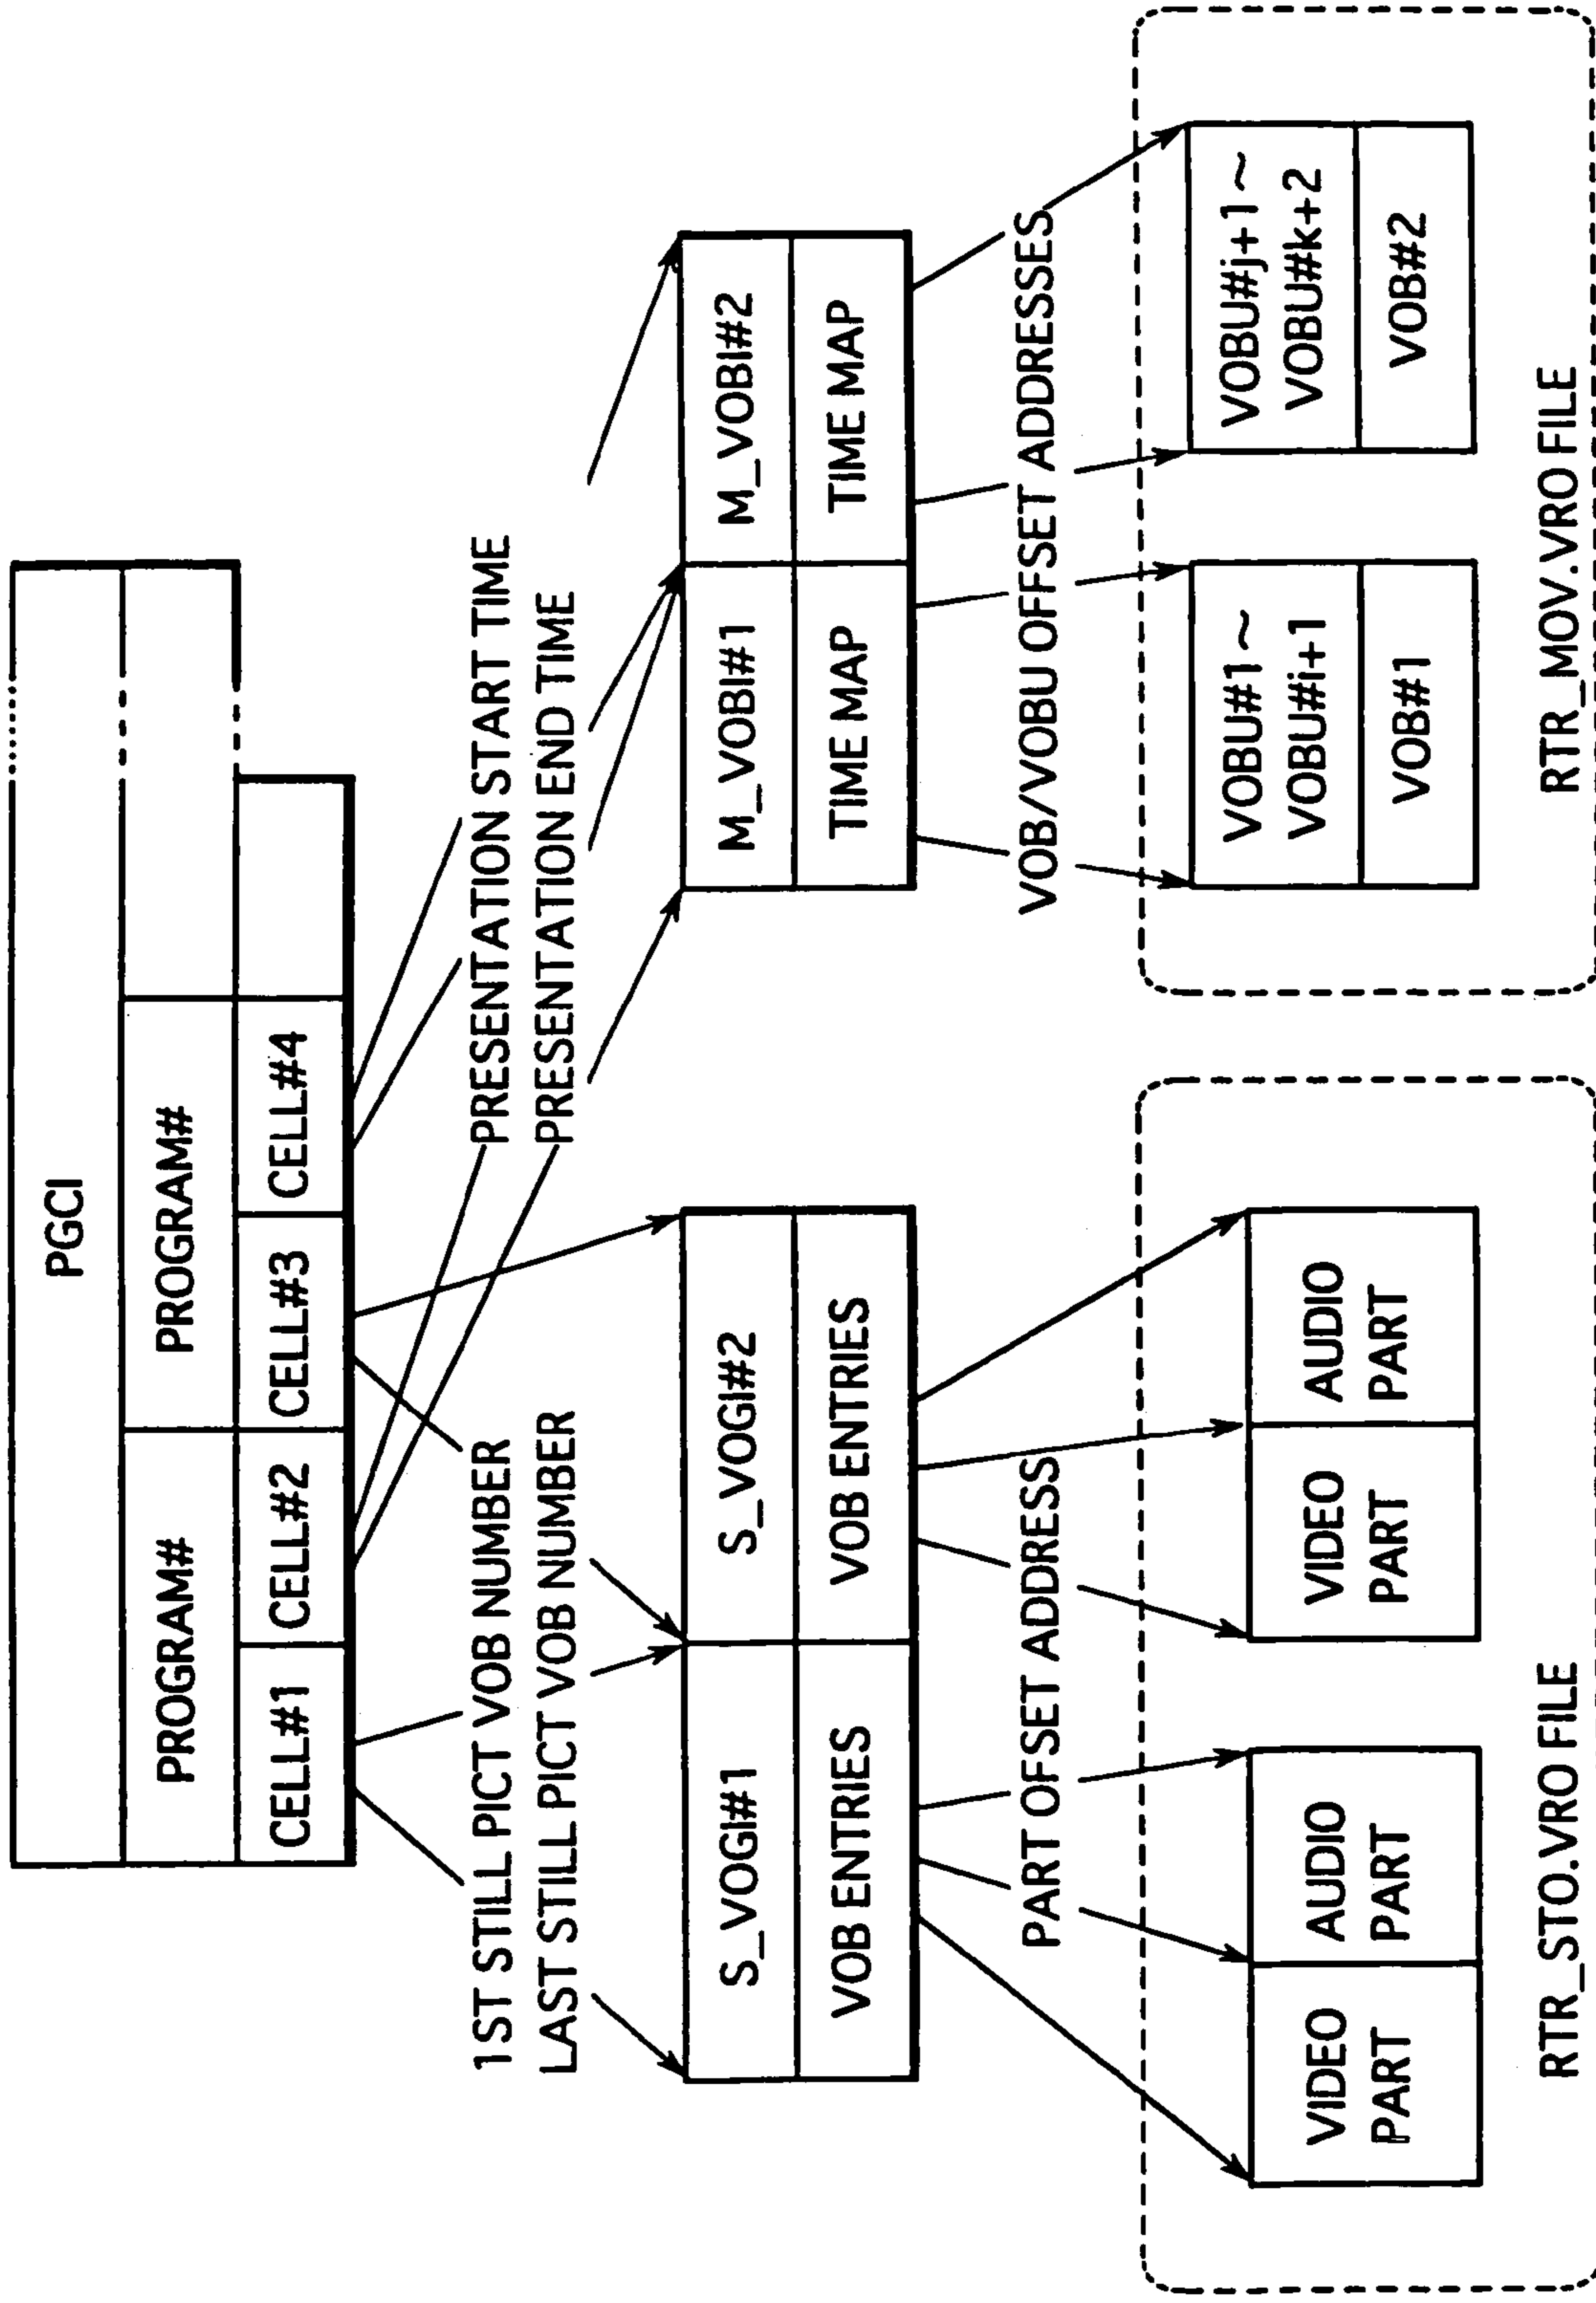 PGCI
PROGRAM#
PROGRAM#
CELL#1
CELL#2
CELL#3
CELL#4
1ST STILL PICT VOB NUMBER
LAST STILL PICT VOB NUMBER
PRESENTATION START TIME
PRESENTATION END TIME
S_VOGI#1
S_VOGI#2
VOB ENTRIES
VOB ENTRIES
M_VOBI#1
M_VOBI#2
TIME MAP
TIME MAP
PART OFFSET ADDRESS
VOB/VOBU OFFSET ADDRESSES
VIDEO
PART
AUDIO
PART
VIDEO
PART
AUDIO
PART
VOBU#1~
VOBU#i+1
VOB#1
VOBU#j+1~
VOBU#k+2
VOB#2
RTR_STO.VRO FILE
RTR_MOV.VRO FILE